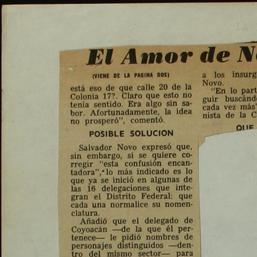 El Amor de N
(VIENE DE LA PAGINA DOS)
está eso de que calle 20 de la
Colonia 17?. Claro que esto no
tenía sentido. Era algo sin sa-
bor. Afortunadamente, la idea
no prosperó", comentó.
POSIBLE SOLUCION
Salvador Novo expresó que,
sin embargo, si se quiere co-
rregir "esta confusión encan-
tadora", lo más indicado es lo
que ya se inició en algunas de
las 16 delegaciones que inte-
gran el Distrito Federal: que
cada una normalice su nomen-
clatura.
Añadió que el delegado de
Coyoacán —de la que él per-
tenece— le pidió nombres de
personajes distinguidos —den-
tro del mismo sector— para
a los insurg
Novo.
"En lo part
guir buscand
cada vez más"
nista de la C
QUE